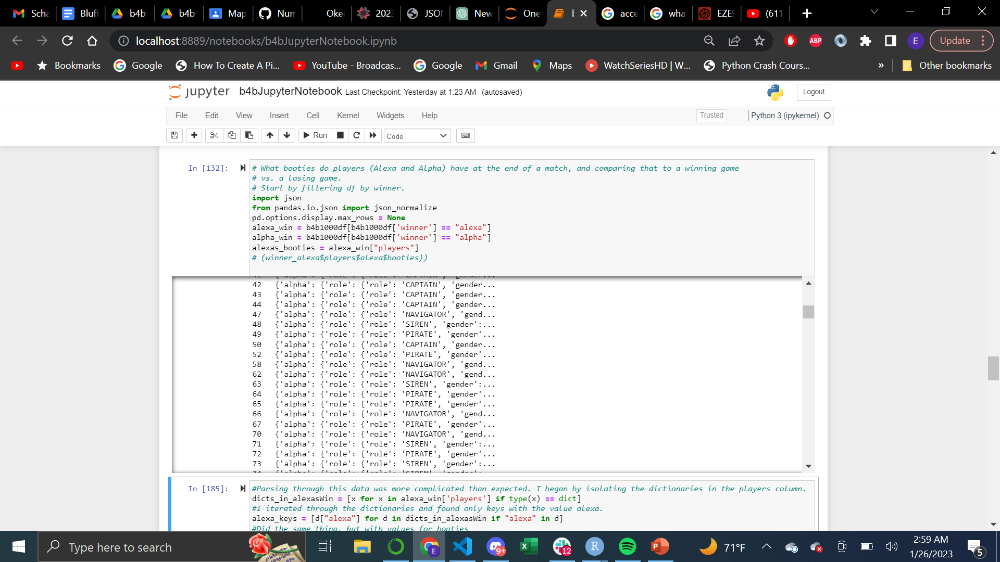 Scha
Bluf
b4b-
b4b-
Map
Num
Oke
2023
JSON
New
One
acce
wha
EZES
(611
localhost:8889/notebooks/b4bJupyterNotebook.ipynb
ABP
E
Update
Bookmarks
Google
How To Create A Pi...
YouTube - Broadcas...
Google
Gmail
Maps
WatchSeriesHD | W...
Python Crash Cours...
»
Other bookmarks
jupyter b4bJupyterNotebook Last Checkpoint: Yesterday at 1:23 AM (autosaved)
Logout
File Edit View Insert Cell Kernel Widgets Help
Trusted
Python 3 (ipykernel)
Run
Code
In [132]:
# What booties do players (Alexa and Alpha) have at the end of a match, and comparing that to a winning game
# vs. a losing game.
# Start by filtering df by winner.
import json
from pandas.io.json import json_normalize
pd.options.display.max_rows = None
alexa_win = b4b1000df[b4b1000df['winner'] == "alexa"]
alpha_win = b4b1000df[b4b1000df['winner'] == "alpha"]
alexas_booties = alexa_win["players"]
# (winner_alexa$players$alexa$booties))
42 {'alpha': {'role': {'role': 'CAPTAIN', 'gender...
43 {'alpha': {'role': {'role': 'CAPTAIN', 'gender...
44 {'alpha': {'role': {'role': 'CAPTAIN', 'gender...
47 {'alpha': {'role': {'role': 'NAVIGATOR', 'gend...
48 {'alpha': {'role': {'role': 'SIREN', 'gender':...
49 {'alpha': {'role': {'role': 'PIRATE', 'gender'...
50 {'alpha': {'role': {'role': 'CAPTAIN', 'gender...
52 {'alpha': {'role': {'role': 'PIRATE', 'gender'...
58 {'alpha': {'role': {'role': 'NAVIGATOR', 'gend...
62 {'alpha': {'role': {'role': 'NAVIGATOR', 'gend...
63 {'alpha': {'role': {'role': 'SIREN', 'gender':...
64 {'alpha': {'role': {'role': 'PIRATE', 'gender'...
65 {'alpha': {'role': {'role': 'PIRATE', 'gender'...
66 {'alpha': {'role': {'role': 'NAVIGATOR', 'gend...
67 {'alpha': {'role': {'role': 'PIRATE', 'gender'...
70 {'alpha': {'role': {'role': 'NAVIGATOR', 'gend...
71 {'alpha': {'role': {'role': 'SIREN', 'gender':...
72 {'alpha': {'role': {'role': 'PIRATE', 'gender'...
73 {'alpha': {'role': {'role': 'SIREN', 'gender':...
In [185]:
#Parsing through this data was more complicated than expected. I began by isolating the dictionaries in the players column.
dicts_in_alexasWin = [x for x in alexa_win['players'] if type(x) == dict]
#I iterated through the dictionaries and found only keys with the value alexa.
alexa_keys = [d["alexa"] for d in dicts_in_alexasWin if "alexa" in d]
#Did the same thing, but with values for booties
Type here to search
E
9+
12
R
P
71°F
2:59 AM
1/26/2023
5